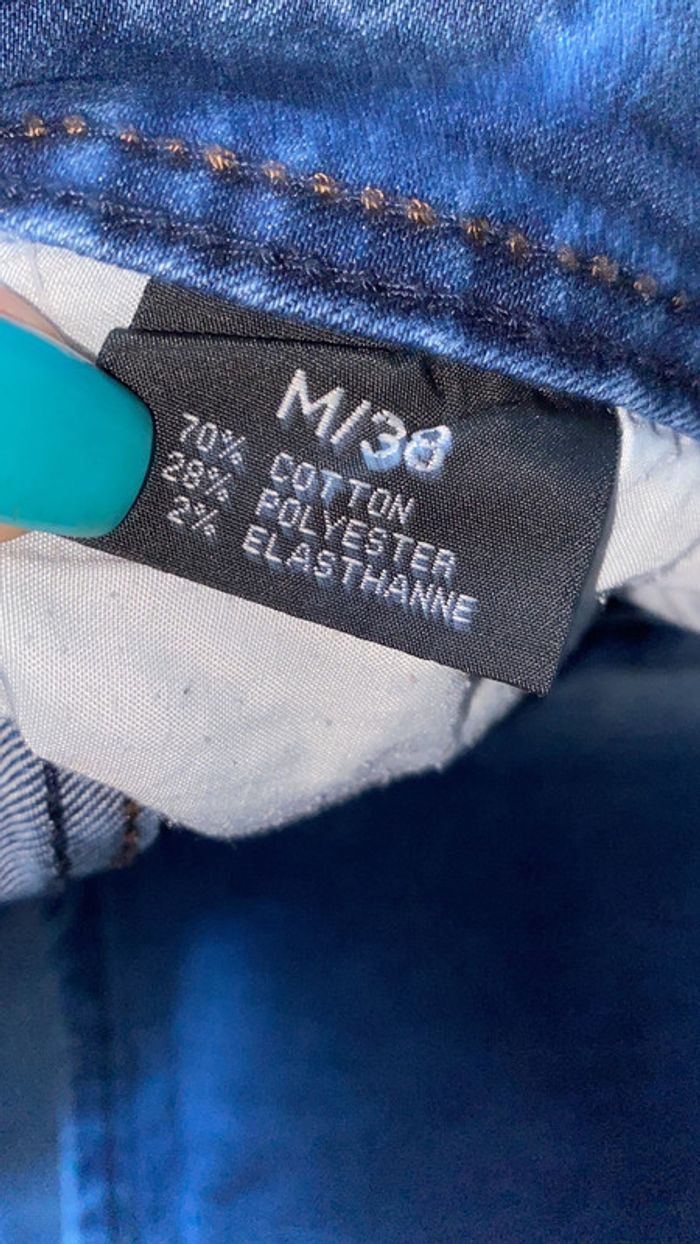 M/38
70% COTTON
28% POLYESTER
2% ELASTHANNE